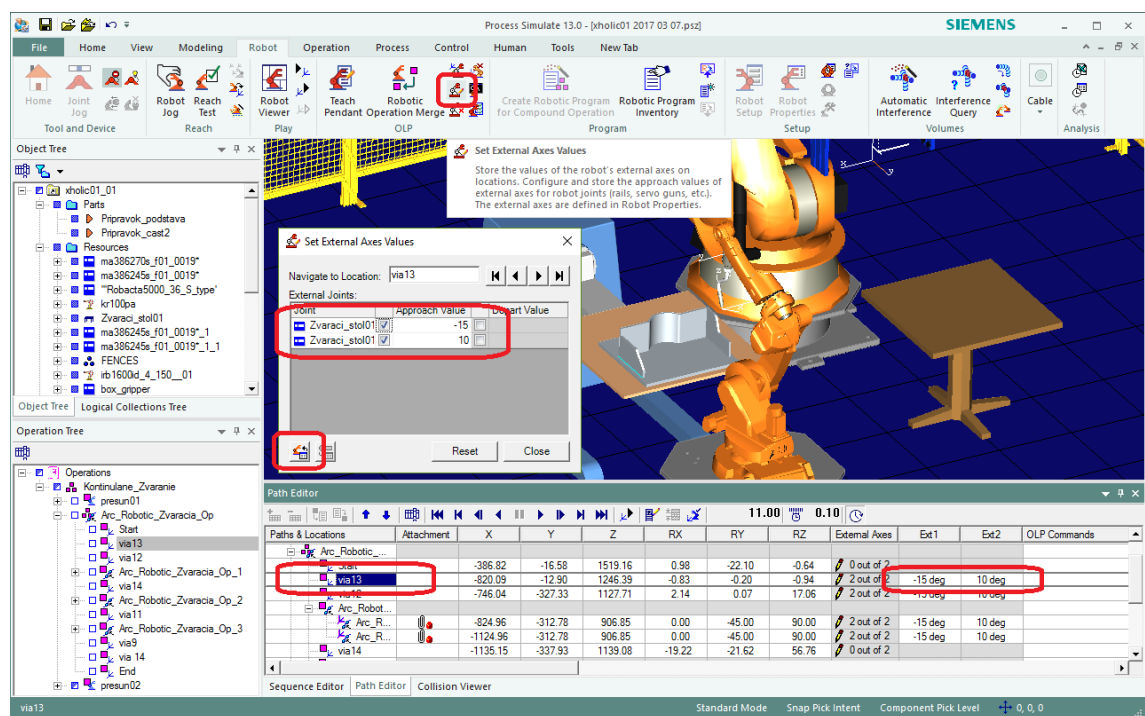 Process Simulate 13.0 - [xholic01 2017 03 07.psz]
SIEMENS
File Home View Modeling Robot Operation Process Control Human Tools New Tab
Home
Joint Jog
Robot Jog
Reach Test
Robot Viewer
Teach Pendant
Robotic Operation Merge
Create Robotic Program for Compound Operation
Robotic Program Inventory
Robot Setup
Robot Properties
Automatic Interference
Interference Query
Cable
Tool and Device Reach Play OLP Program Setup Volumes Analysis
Object Tree
xholic01_01
Parts
Pripravok_podstava
Pripravok_cast2
Resources
ma386270s_f01_0019"
ma386245s_f01_0019"
"'Robacta5000_36_S_type'
kr100pa
Zvaraci_stol01
ma386245s_f01_0019"_1
ma386245s_f01_0019"_1_1
FENCES
irb1600id_4_150__01
box_gripper
Object Tree Logical Collections Tree
Set External Axes Values
Store the values of the robot's external axes on
locations. Configure and store the approach values of
external axes for robot joints (rails, servo guns, etc.).
The external axes are defined in Robot Properties.
Set External Axes Values
Navigate to Location: via13
External Joints:
Joint Approach Value Depart Value
Zvaraci_stol01 -15
Zvaraci_stol01 10
Reset Close
x
y
z
Operation Tree
Operations
Kontinulane_Zvaranie
presun01
Arc_Robotic_Zvaracia_Op
Start
via13
via12
Arc_Robotic_Zvaracia_Op_1
via14
Arc_Robotic_Zvaracia_Op_2
via11
Arc_Robotic_Zvaracia_Op_3
via9
via 14
End
presun02
Path Editor
11.00 0.10
Paths & Locations Attachment X Y Z RX RY RZ External Axes Ext1 Ext2 OLP Commands
Arc_Robotic_...
Start -386.82 -16.58 1519.16 0.98 -22.10 -0.64 0 out of 2
via13 -820.09 -12.90 1246.39 -0.83 -0.20 -0.94 2 out of 2 -15 deg 10 deg
via12 -746.04 -327.33 1127.71 2.14 0.07 17.06 2 out of 2 -15 deg 10 deg
Arc_Robot...
Arc_R... -824.96 -312.78 906.85 0.00 -45.00 90.00 2 out of 2 -15 deg 10 deg
Arc_R... -1124.96 -312.78 906.85 0.00 -45.00 90.00 2 out of 2 -15 deg 10 deg
via14 -1135.15 -337.93 1139.08 -19.22 -21.62 56.76 0 out of 2
Sequence Editor Path Editor Collision Viewer
via13 Standard Mode Snap Pick Intent Component Pick Level 0, 0, 0